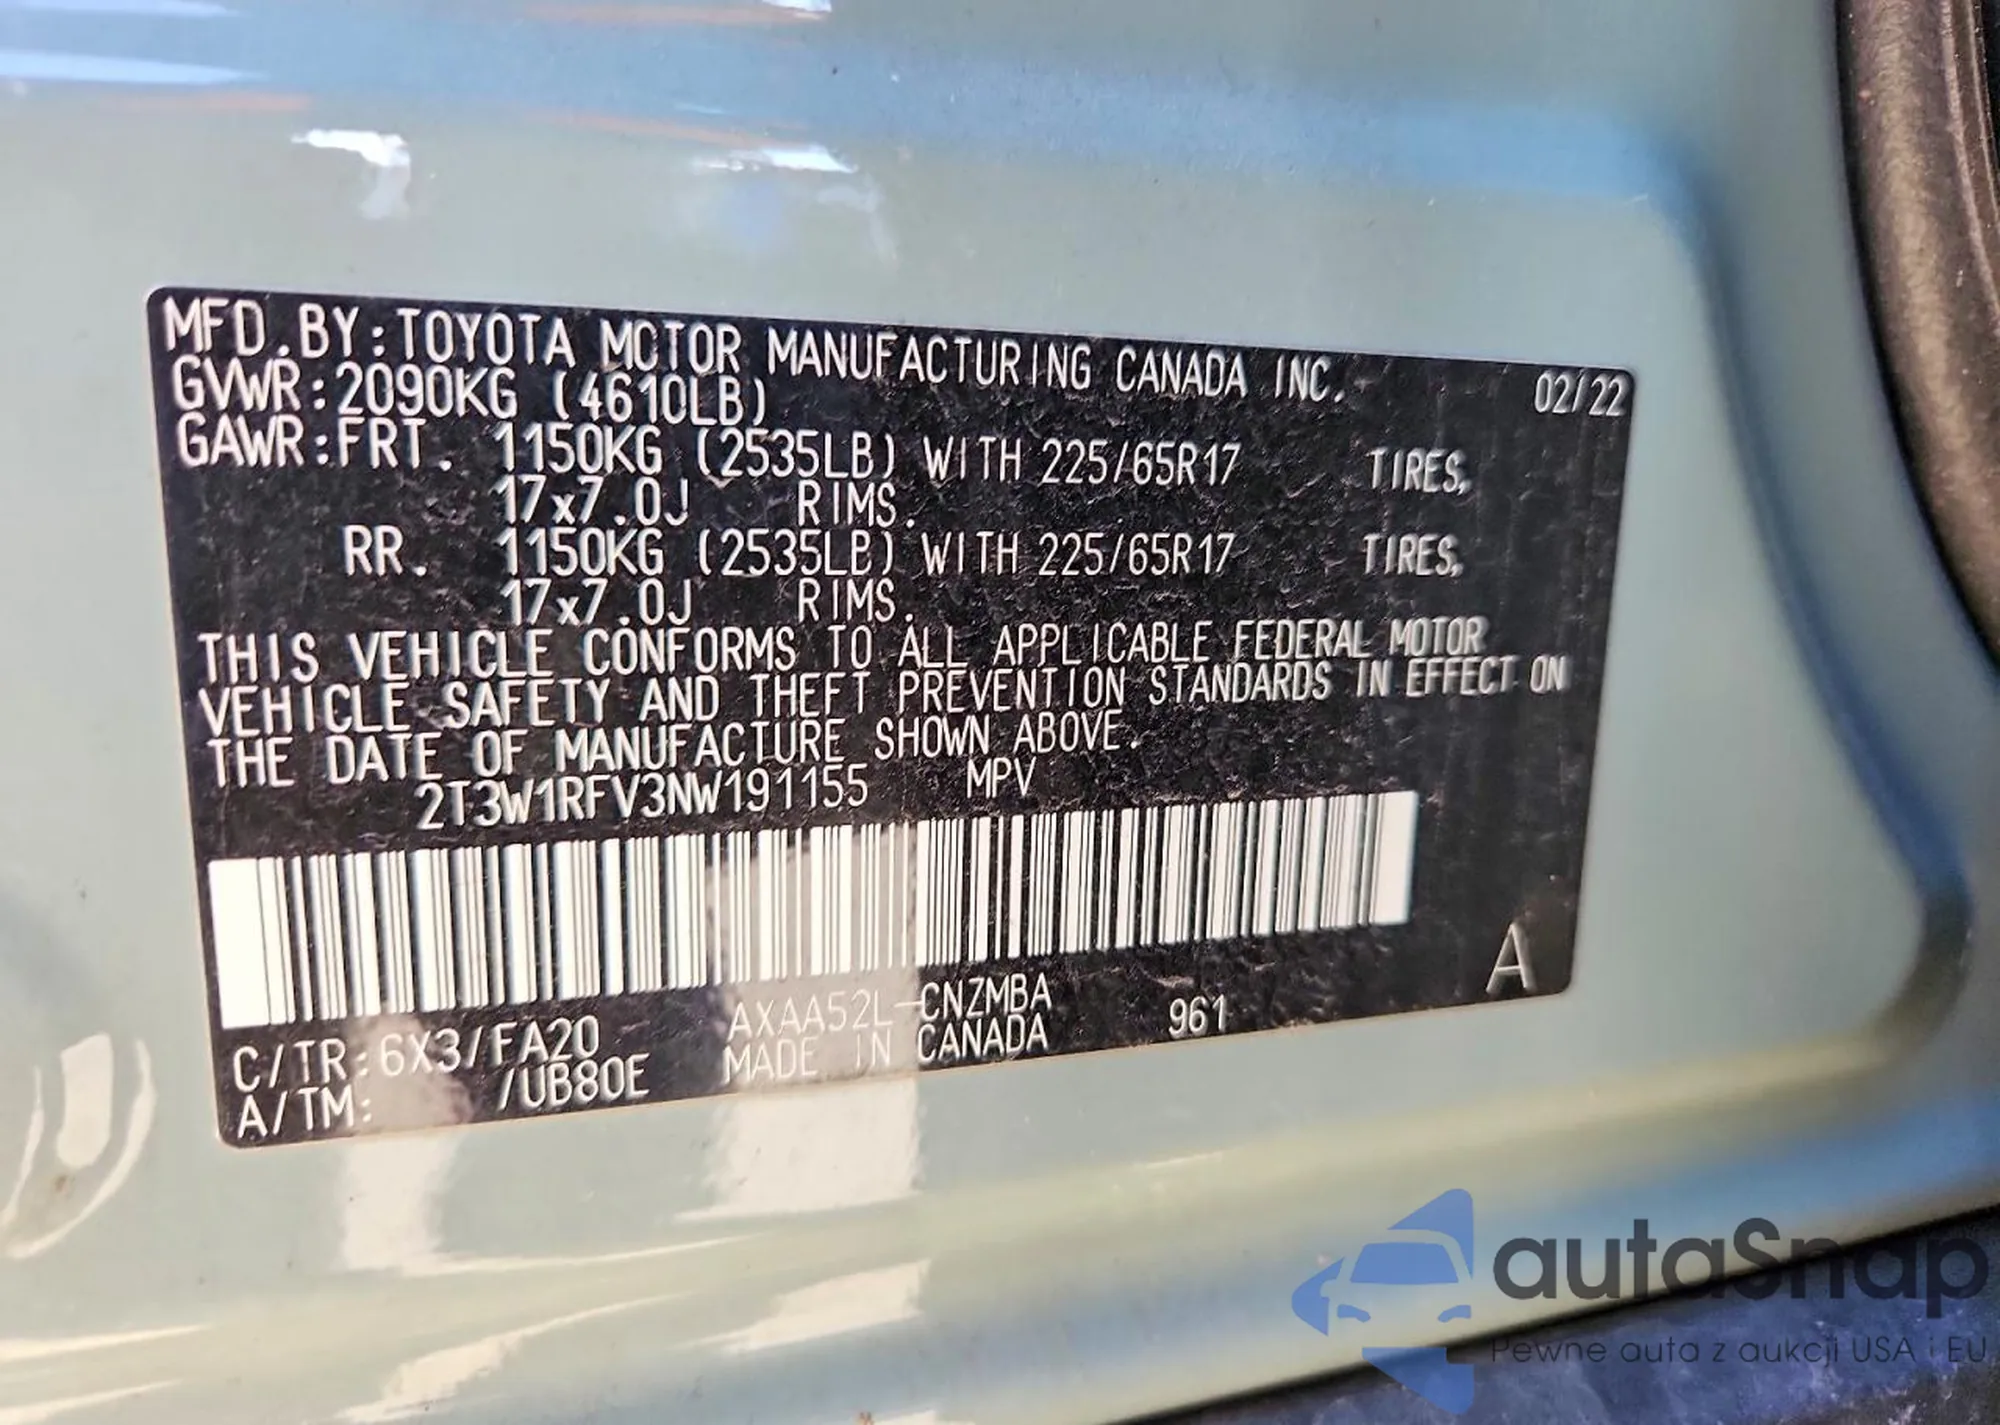 MFD.BY:TOYOTA MOTOR MANUFACTURING CANADA INC. 02/22
GVWR:2090KG (4610LB)
GAWR:FRT. 1150KG (2535LB) WITH 225/65R17 TIRES,
17x7.0J RIMS.
RR. 1150KG (2535LB) WITH 225/65R17 TIRES,
17x7.0J RIMS.
THIS VEHICLE CONFORMS TO ALL APPLICABLE FEDERAL MOTOR
VEHICLE SAFETY AND THEFT PREVENTION STANDARDS IN EFFECT ON
THE DATE OF MANUFACTURE SHOWN ABOVE.
2T3W1RFV3NW191155 MPV
A
C/TR:6X3/FA20 AXAA52L-CNZMBA 961
A/TM: /UB80E MADE IN CANADA
autaSnap
Pewne auta z aukcji USA i EU